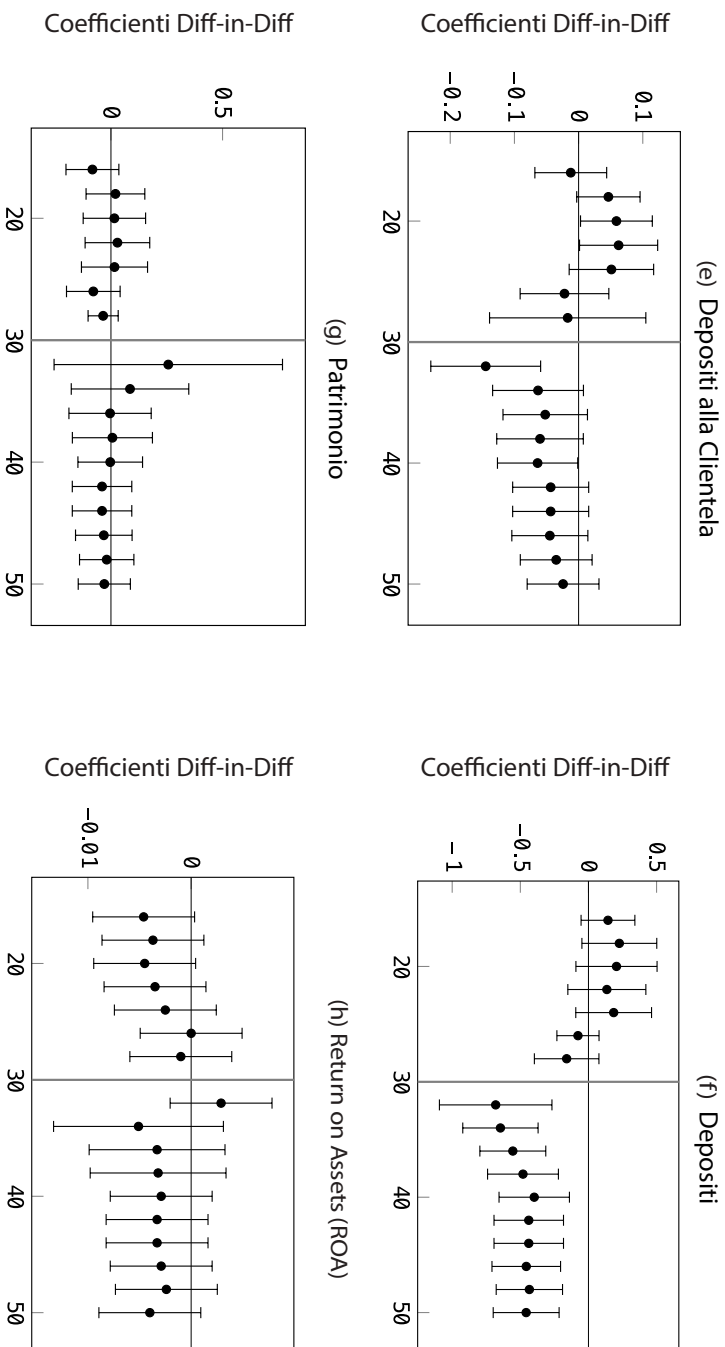 (e) Depositi alla Clientela
Coefficienti Diff-in-Diff
0.1
0
−0.1
−0.2
20 30 40 50
(f) Depositi
Coefficienti Diff-in-Diff
0.5
0
−0.5
−1
20 30 40 50
(g) Patrimonio
Coefficienti Diff-in-Diff
0.5
0
20 30 40 50
(h) Return on Assets (ROA)
Coefficienti Diff-in-Diff
0
−0.01
20 30 40 50